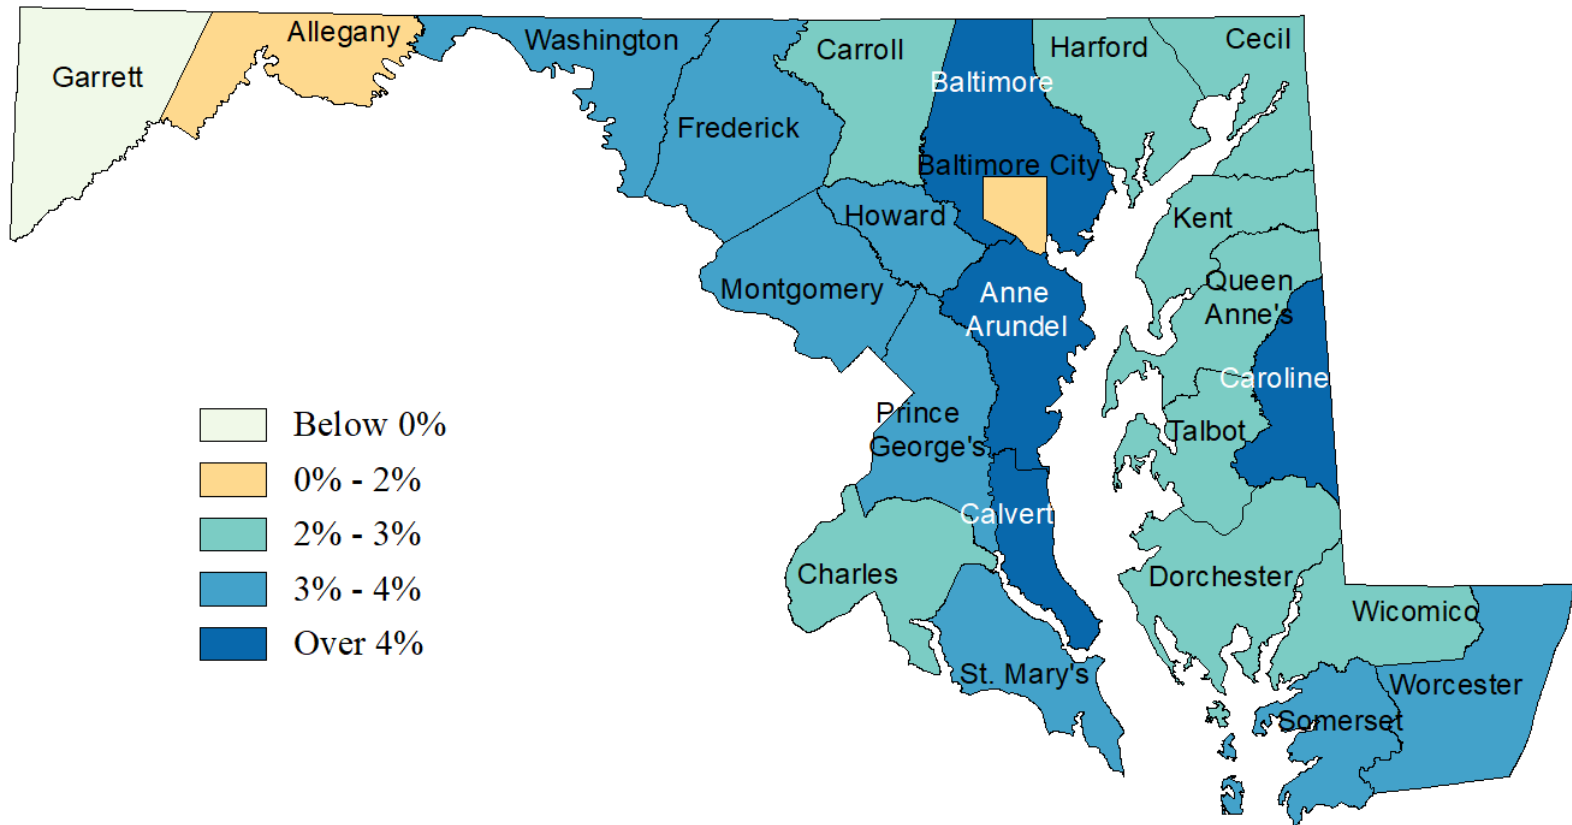 Allegany
Washington
Carroll
Harford
Cecil
Garrett
Baltimore
Frederick
Baltimore City
Howard
Kent
Montgomery
Anne
Arundel
Queen
Anne's
Caroline
Prince
George's
Talbot
Calvert
Charles
Dorchester
Wicomico
St. Mary's
Worcester
Somerset
Below 0%
0% - 2%
2% - 3%
3% - 4%
Over 4%